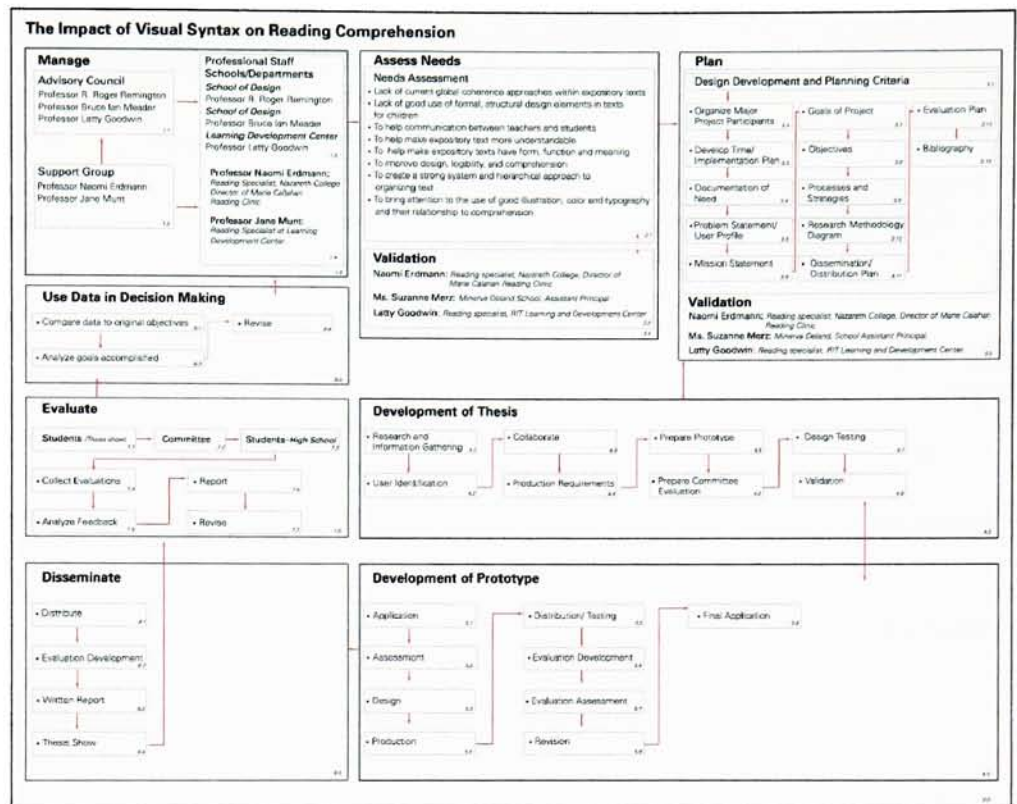 The Impact of Visual Syntax on Reading Comprehension
Manage
Advisory Council
Professor R. Roger Remington
Professor Bruce Ian Meader
Professor Latty Goodwin
Support Group
Professor Naomi Erdmann
Professor Jane Munt
Professional Staff
Schools/Departments
School of Design
Professor R. Roger Remington
School of Design
Professor Bruce Ian Meader
Learning Development Center
Professor Latty Goodwin
Professor Naomi Erdmann;
Reading Specialist, Nazareth College
Director of Marie Callahan
Reading Clinic
Professor Jane Munt:
Reading Specialist at Learning
Development Center
Assess Needs
Needs Assessment
• Lack of current global coherence approaches within expository texts
• Lack of good use of formal, structural design elements in texts
for children
• To help communication between teachers and students
• To help make expository text more understandable
• To help make expository texts have form, function and meaning
• To improve design, legibility, and comprehension
• To create a strong system and hierarchical approach to
organizing text
• To bring attention to the use of good illustration, color and typography
and their relationship to comprehension
Validation
Naomi Erdmann: Reading specialist, Nazareth College, Director of
Marie Calahan Reading Clinic
Ms. Suzanne Merz: Minerva Deland School, Assistant Principal
Latty Goodwin: Reading specialist, RIT Learning and Development Center
Plan
Design Development and Planning Criteria
• Organize Major
Project Participants
• Develop Time/
Implementation Plan
• Documentation of
Need
• Problem Statement/
User Profile
• Mission Statement
• Goals of Project
• Objectives
• Processes and
Strategies
• Research Methodology
Diagram
• Dissemination/
Distribution Plan
• Evaluation Plan
• Bibliography
Validation
Naomi Erdmann: Reading specialist, Nazareth College, Director of Marie Calahan
Reading Clinic
Ms. Suzanne Merz: Minerva Deland, School Assistant Principal
Latty Goodwin: Reading specialist, RIT Learning and Development Center
Use Data in Decision Making
• Compare data to original objectives
• Analyze goals accomplished
• Revise
Evaluate
Students (Thesis show)
Committee
Students-High School
• Collect Evaluations
• Analyze Feedback
• Report
• Revise
Development of Thesis
• Research and
Information Gathering
• User Identification
• Collaborate
• Production Requirements
• Prepare Prototype
• Prepare Committee
Evaluation
• Design Testing
• Validation
Disseminate
• Distribute
• Evaluation Development
• Written Report
• Thesis Show
Development of Prototype
• Application
• Assessment
• Design
• Production
• Distribution/ Testing
• Evaluation Development
• Evaluation Assessment
• Revision
• Final Application